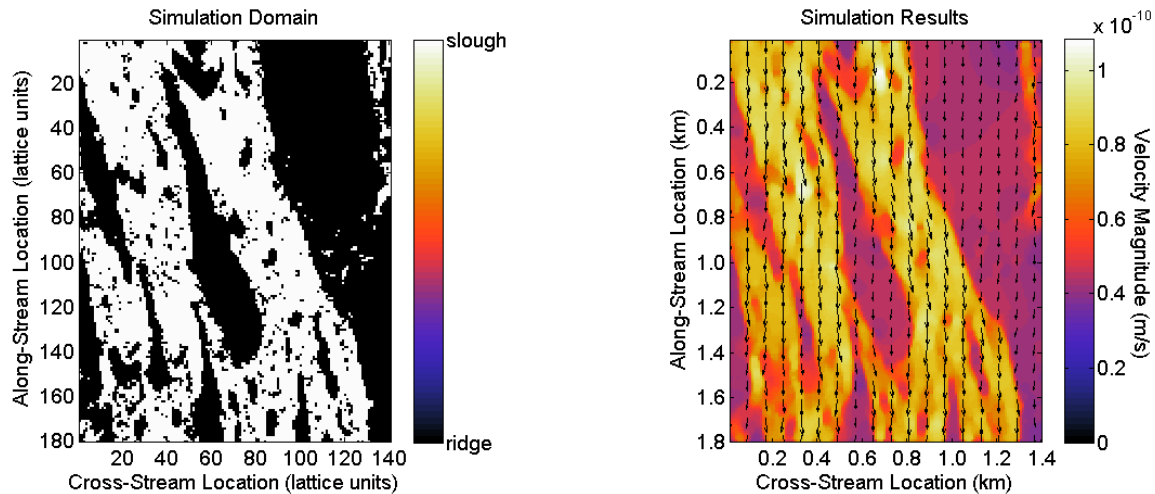 Simulation Domain
slough
20
40
60
80
100
120
140
160
180
ridge
20 40 60 80 100 120 140
Cross-Stream Location (lattice units)
Along-Stream Location (lattice units)
Simulation Results
x 10⁻¹⁰
0.2
0.4
0.6
0.8
1.0
1.2
1.4
1.6
1.8
0.2 0.4 0.6 0.8 1.0 1.2 1.4
Cross-Stream Location (km)
Along-Stream Location (km)
1
0.8
0.6
0.4
0.2
0
Velocity Magnitude (m/s)